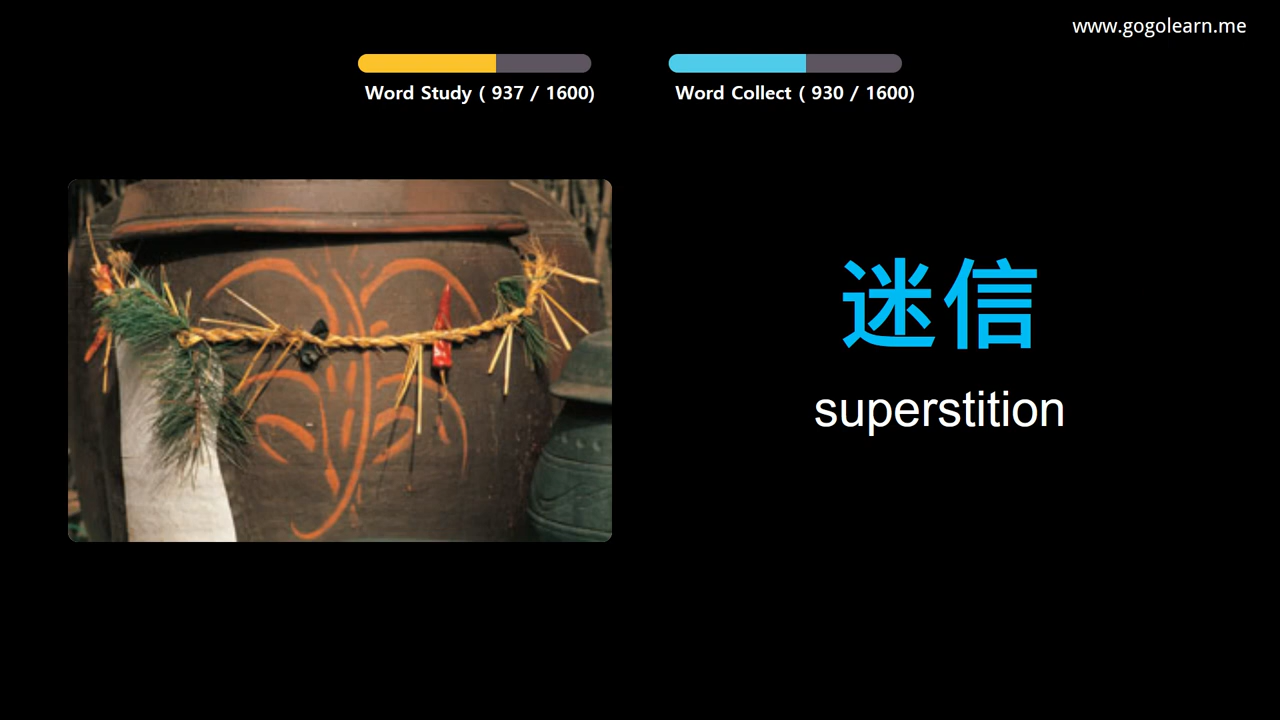 www.gogolearn.me
Word Study ( 937 / 1600)
Word Collect ( 930 / 1600)
迷信
superstition